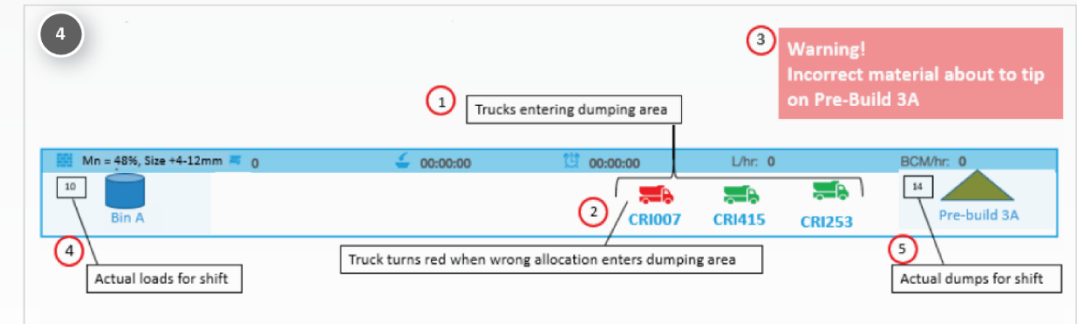 4
3
Warning!
Incorrect material about to tip
on Pre-Build 3A
1
Trucks entering dumping area
Mn = 48%, Size +4-12mm 0 00:00:00 00:00:00 L/hr: 0 BCM/hr: 0
10
14
Bin A
2
CRI007 CRI415 CRI253
Pre-build 3A
4
Truck turns red when wrong allocation enters dumping area
5
Actual loads for shift
Actual dumps for shift